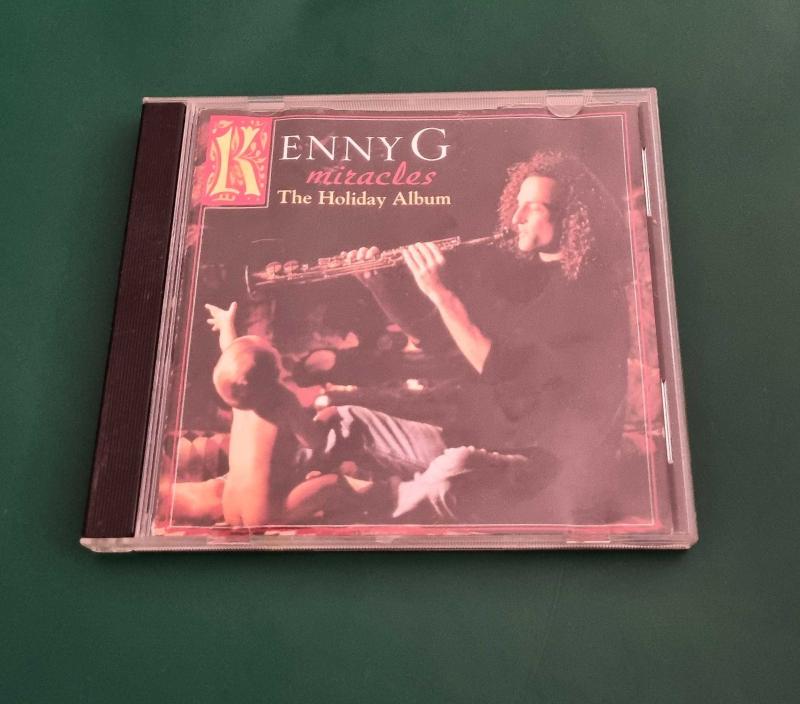 KENNY G
miracles
The Holiday Album